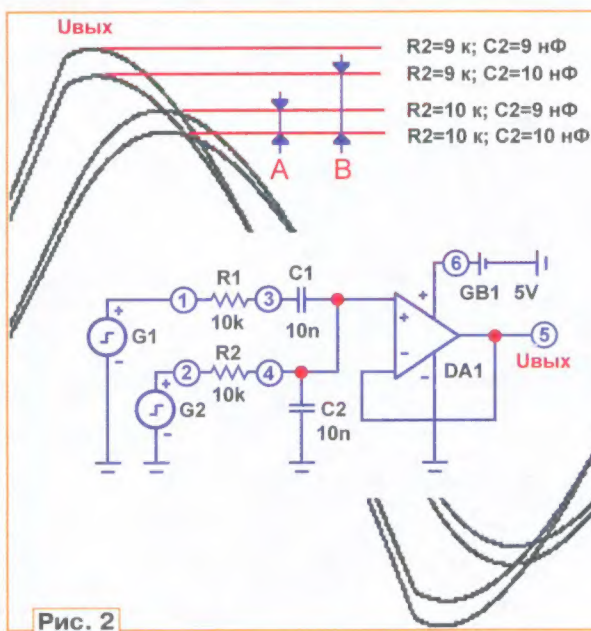 Uвых
R2=9 к; C2=9 нФ
R2=9 к; C2=10 нФ
R2=10 к; C2=9 нФ
R2=10 к; C2=10 нФ
A
B
6
GB1
5V
1
R1
10k
3
C1
10n
G1
2
R2
10k
4
G2
C2
10n
DA1
5
Uвых
Рис. 2